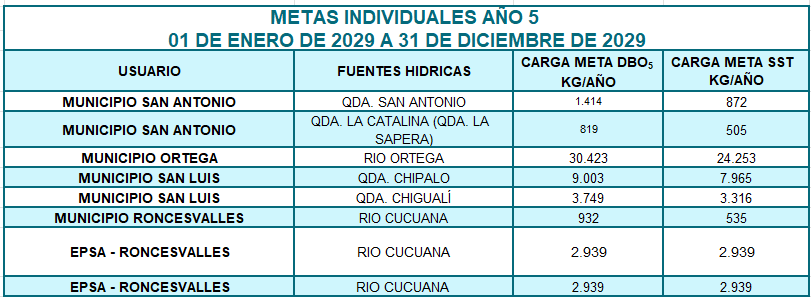 METAS INDIVIDUALES AÑO 5
01 DE ENERO DE 2029 A 31 DE DICIEMBRE DE 2029
USUARIO FUENTES HIDRICAS CARGA META DBO₅ KG/AÑO CARGA META SST KG/AÑO
MUNICIPIO SAN ANTONIO QDA. SAN ANTONIO 1.414 872
MUNICIPIO SAN ANTONIO QDA. LA CATALINA (QDA. LA SAPERA) 819 505
MUNICIPIO ORTEGA RIO ORTEGA 30.423 24.253
MUNICIPIO SAN LUIS QDA. CHIPALO 9.003 7.965
MUNICIPIO SAN LUIS QDA. CHIGUALÍ 3.749 3.316
MUNICIPIO RONCESVALLES RIO CUCUANA 932 535
EPSA - RONCESVALLES RIO CUCUANA 2.939 2.939
EPSA - RONCESVALLES RIO CUCUANA 2.939 2.939